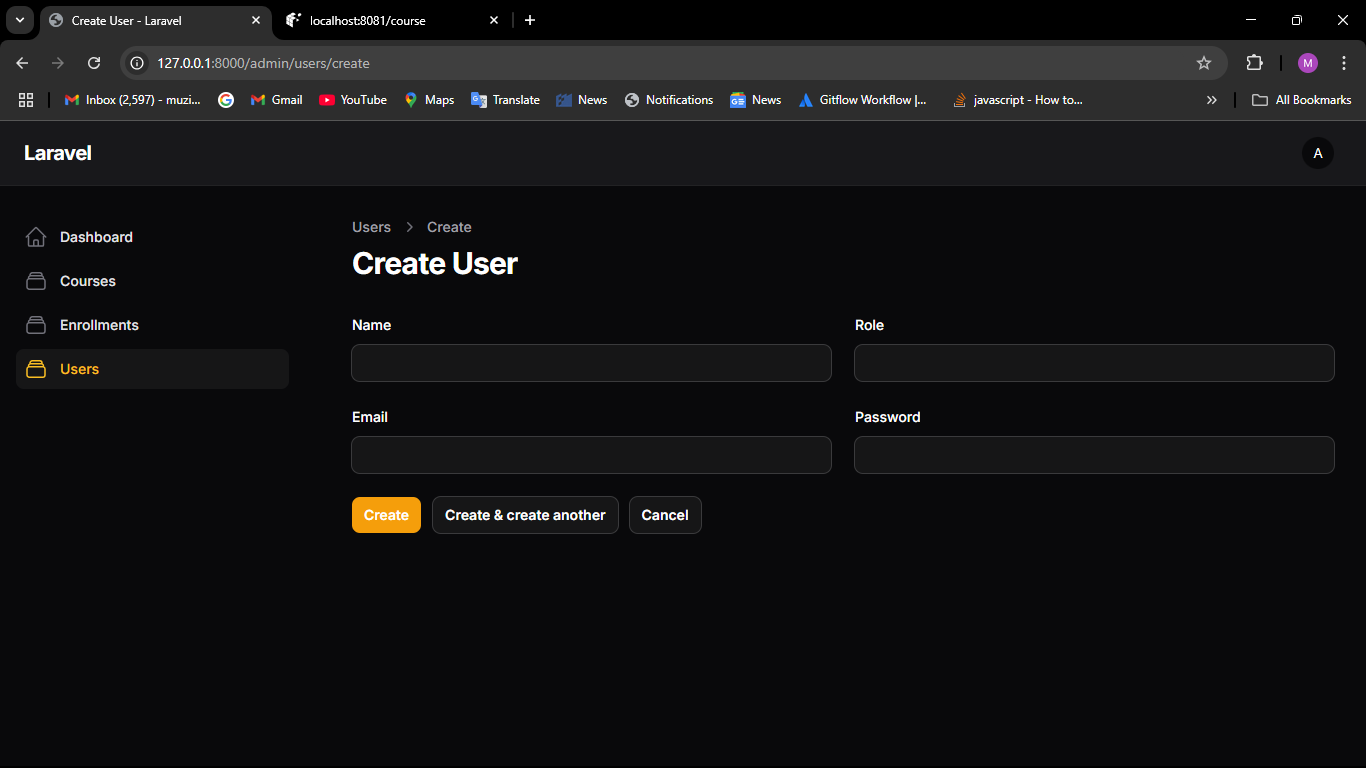 Create User - Laravel
localhost:8081/course
127.0.0.1:8000/admin/users/create
M
Inbox (2,597) - muzi...
Gmail
YouTube
Maps
Translate
News
Notifications
News
Gitflow Workflow |...
javascript - How to...
All Bookmarks
Laravel
A
Dashboard
Courses
Enrollments
Users
Users > Create
Create User
Name
Role
Email
Password
Create
Create & create another
Cancel